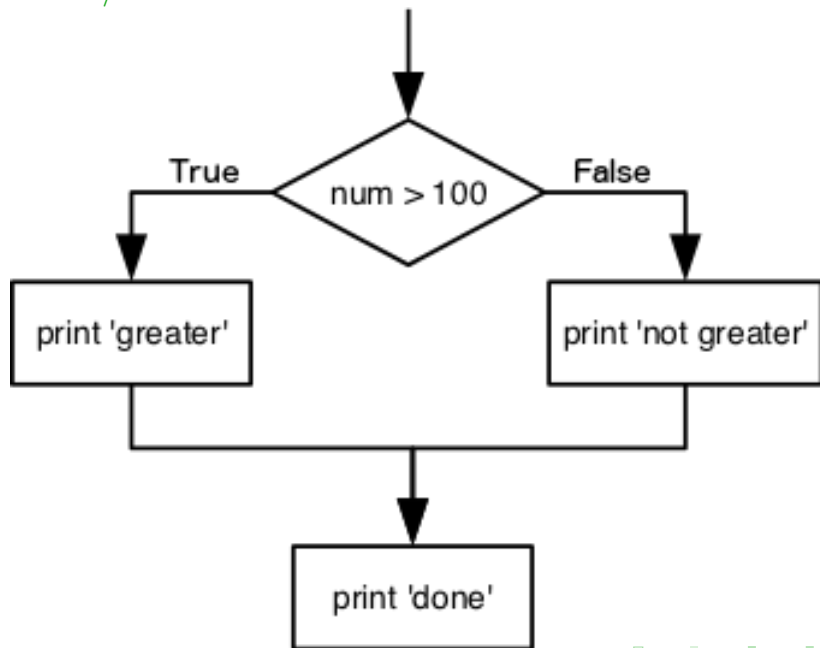 True
False
num > 100
print 'greater'
print 'not greater'
print 'done'